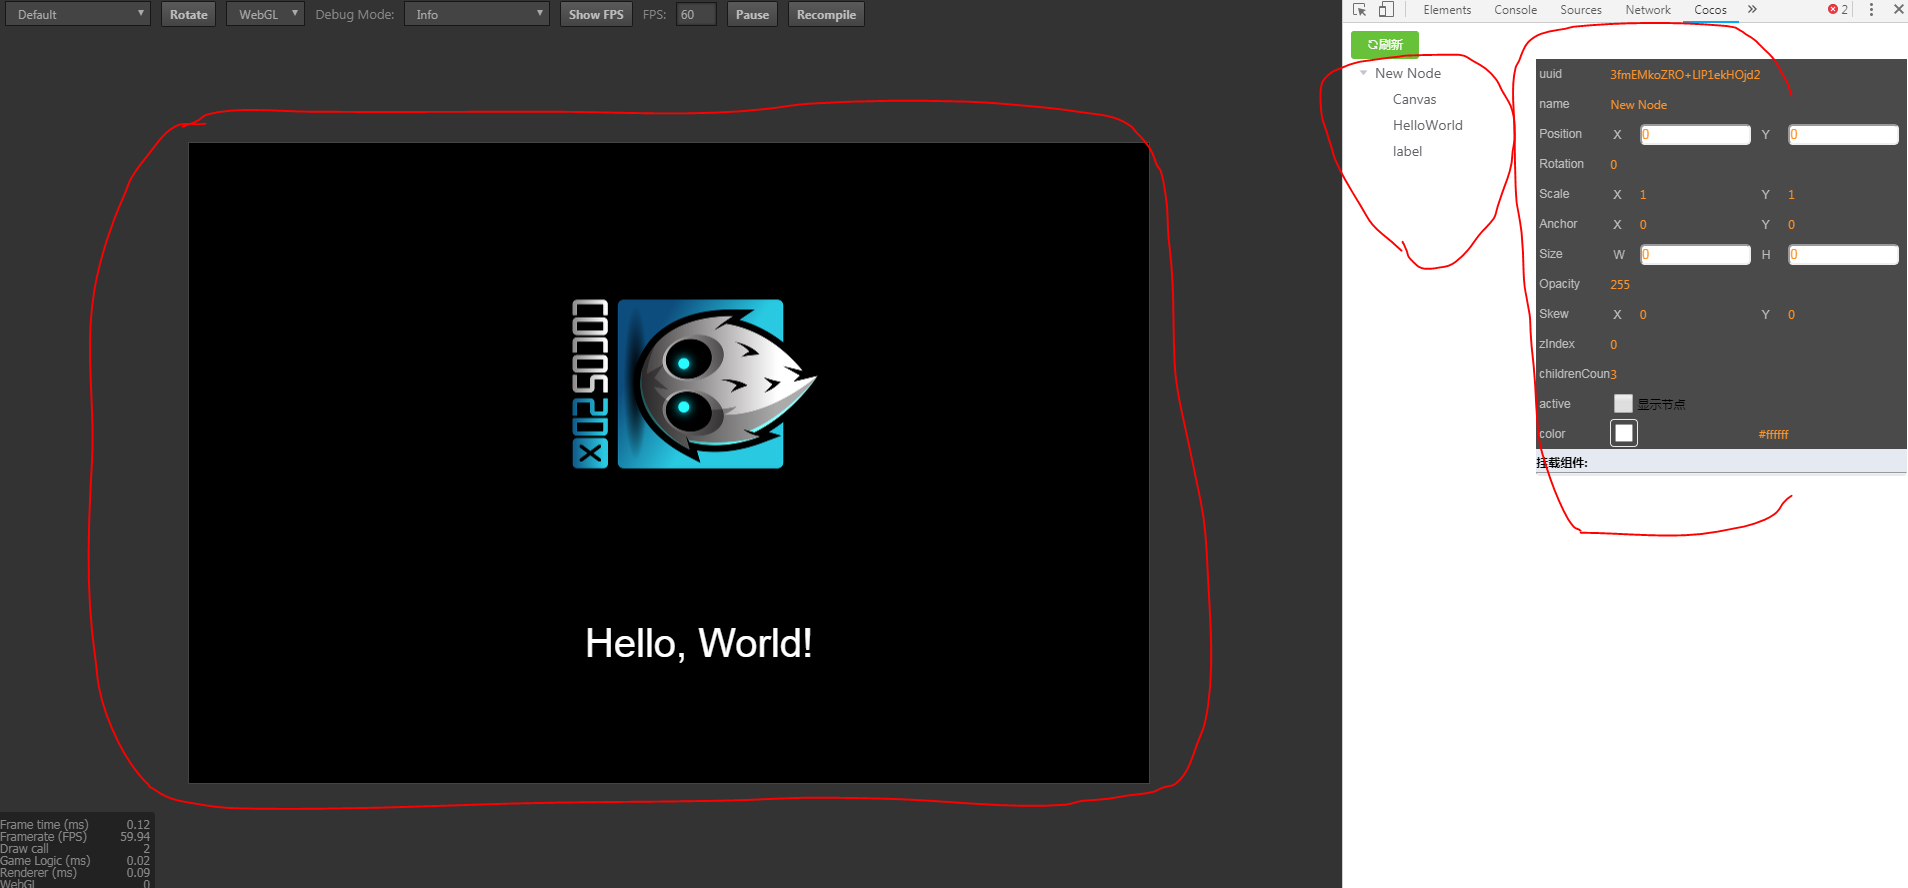 Default Rotate WebGL Debug Mode: Info Show FPS FPS: 60 Pause Recompile
COCOS2DX
Hello, World!
Frame time (ms) 0.12
Framerate (FPS) 59.94
Draw call 2
Game Logic (ms) 0.02
Renderer (ms) 0.09
WebGL 0
Elements Console Sources Network Cocos » 2
刷新
New Node
Canvas
HelloWorld
label
uuid 3fmEMkoZRO+LIP1ekHOjd2
name New Node
Position X 0 Y 0
Rotation 0
Scale X 1 Y 1
Anchor X 0 Y 0
Size W 0 H 0
Opacity 255
Skew X 0 Y 0
zIndex 0
childrenCoun3
active 显示节点
color #ffffff
挂载组件: